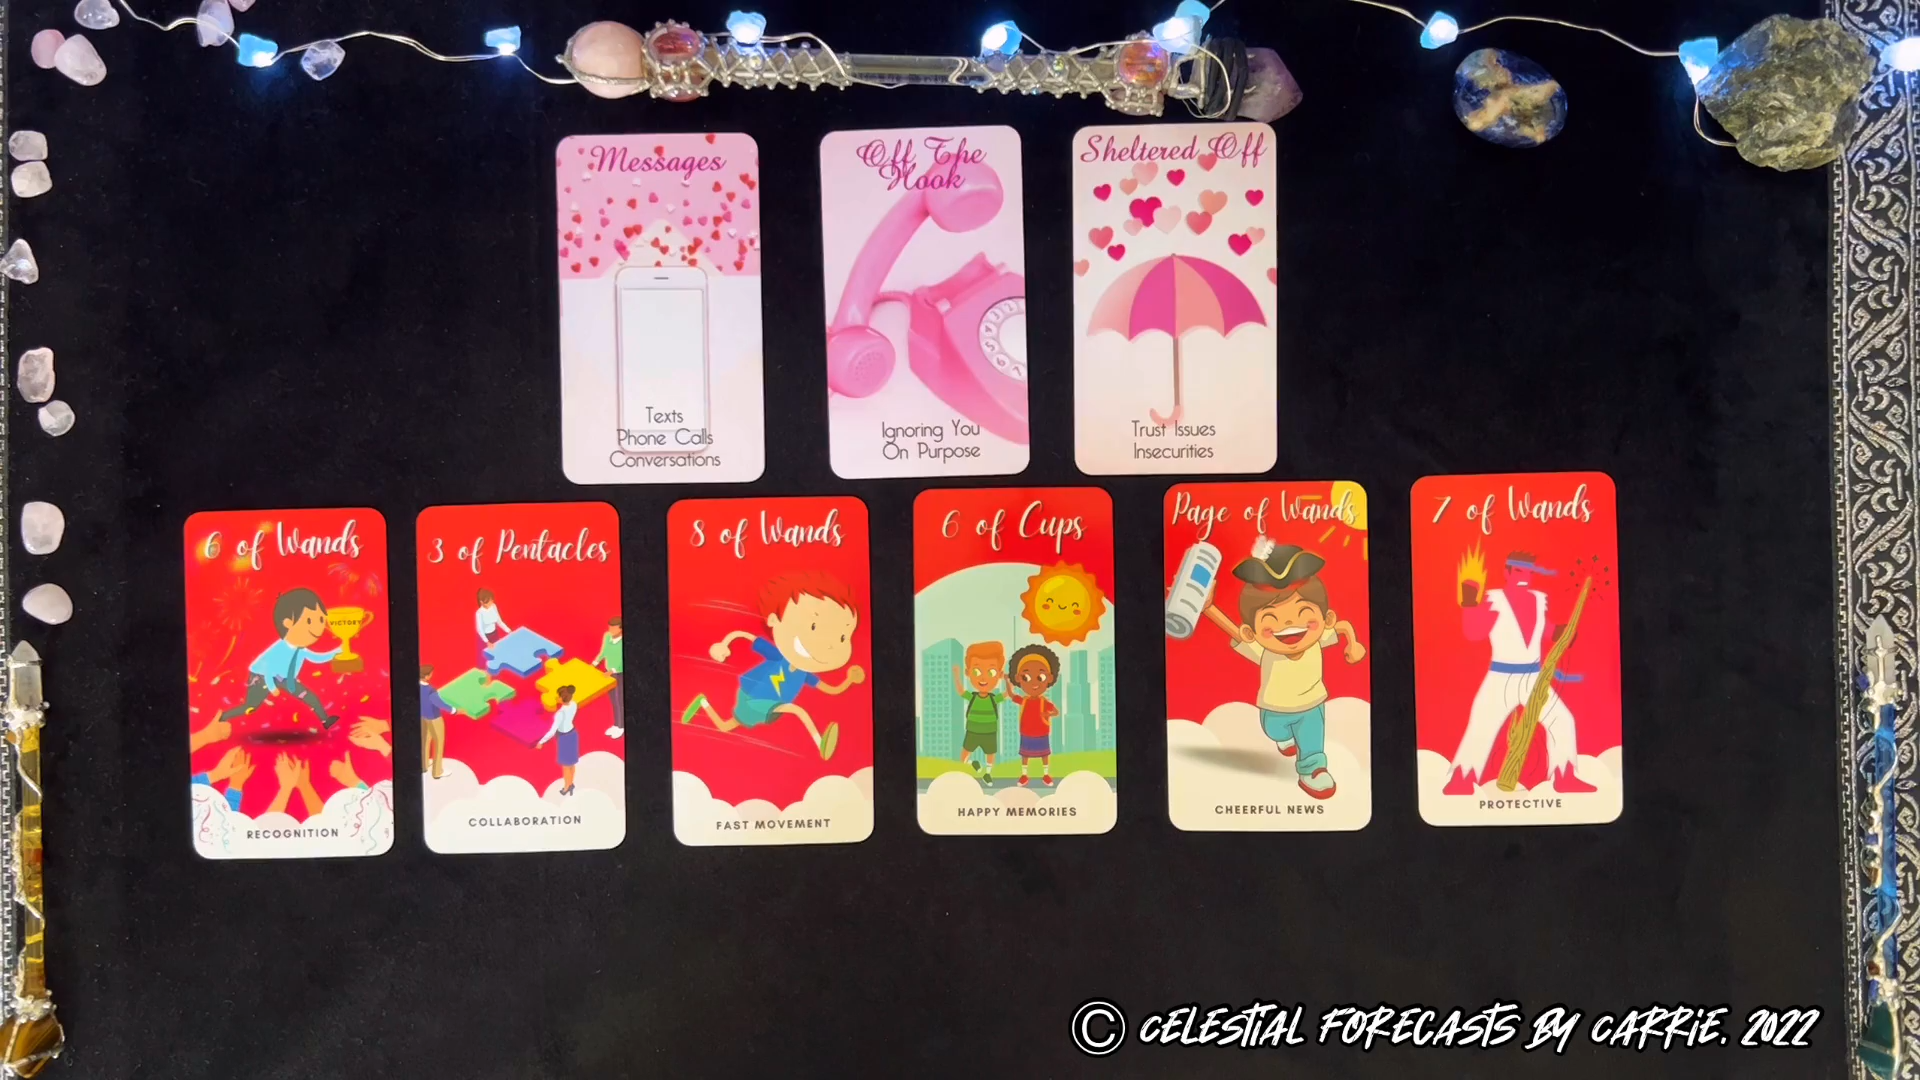 Messages
Texts
Phone Calls
Conversations
Off The
Hook
Ignoring You
On Purpose
Sheltered Off
Trust Issues
Insecurities
6 of Wands
VICTORY
RECOGNITION
3 of Pentacles
COLLABORATION
8 of Wands
FAST MOVEMENT
6 of Cups
HAPPY MEMORIES
Page of Wands
CHEERFUL NEWS
7 of Wands
PROTECTIVE
© CELESTIAL FORECASTS BY CARRIE. 2022